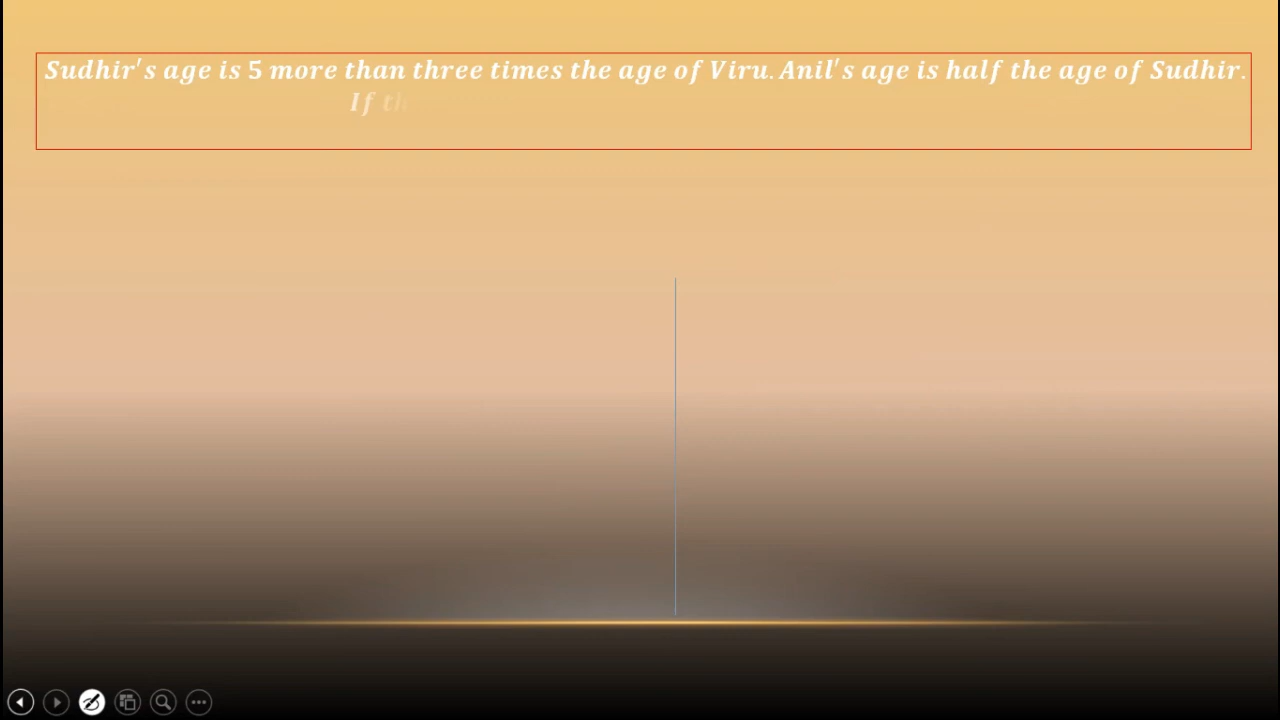 Sudhir's age is 5 more than three times the age of Viru. Anil's age is half the age of Sudhir.
If